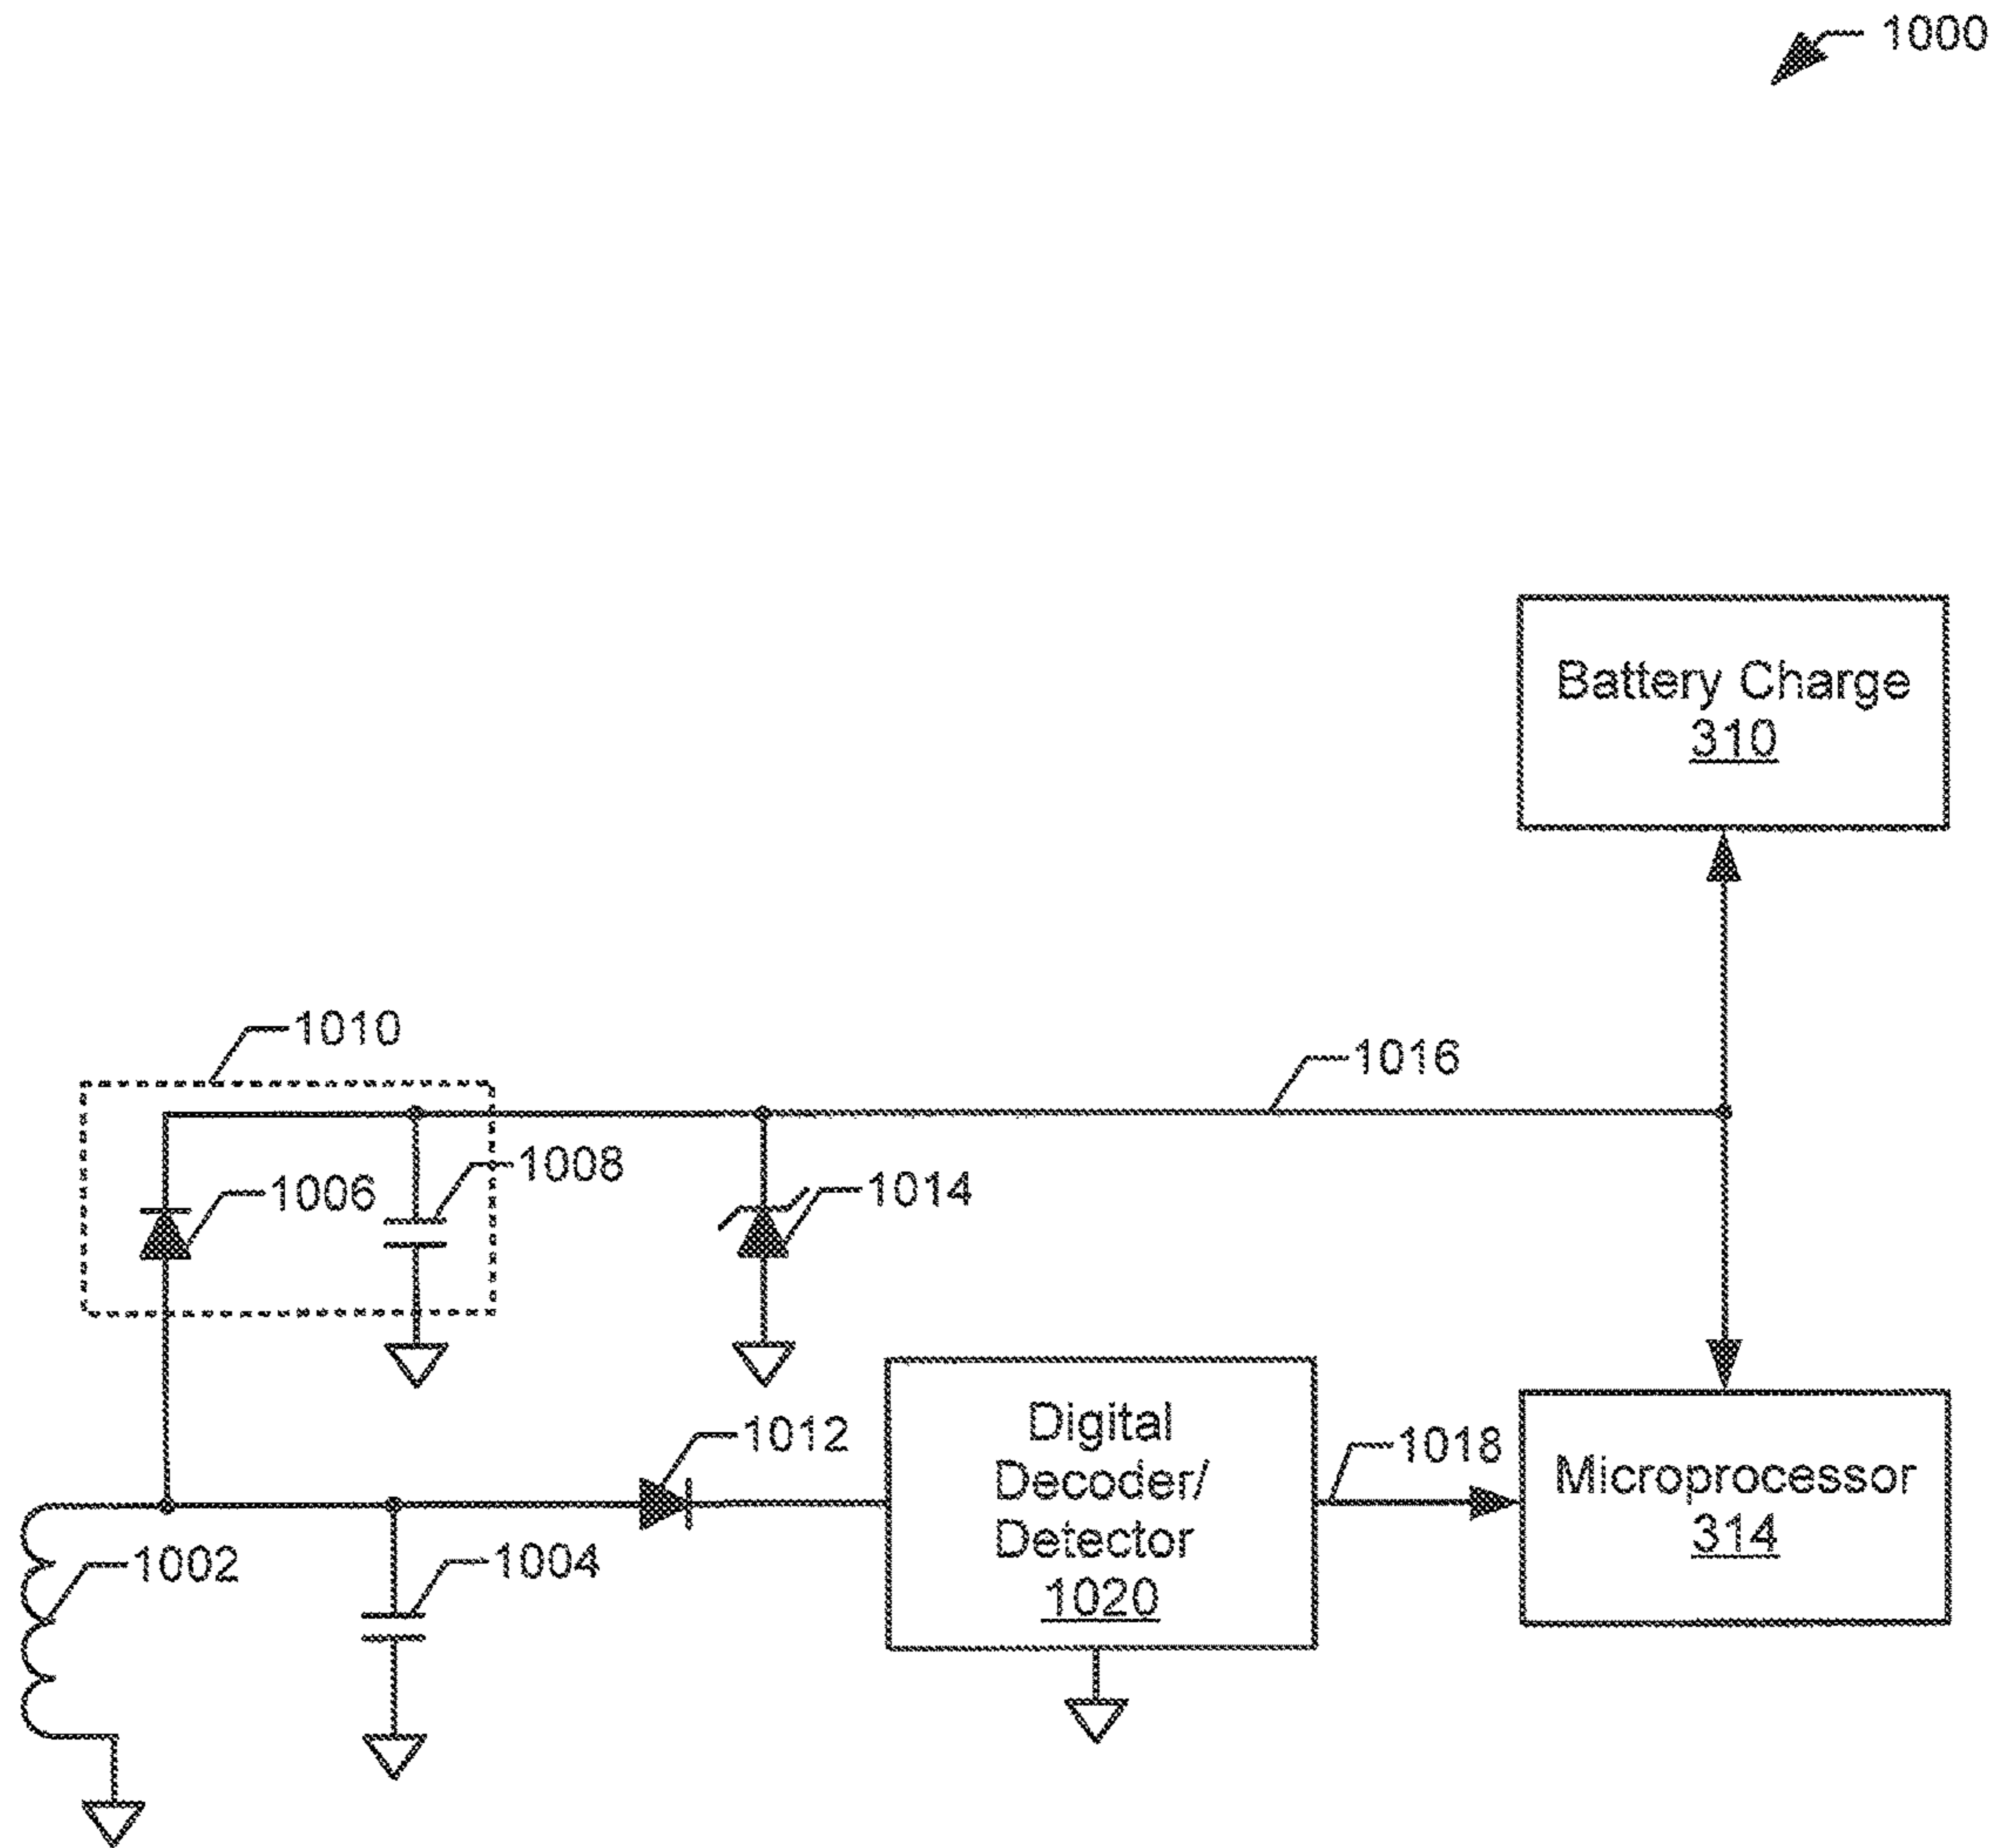 1000
Battery Charge
310
1010
1016
1008
1006
1014
1012
Digital
Decoder/
Detector
1020
1018
Microprocessor
314
1002
1004